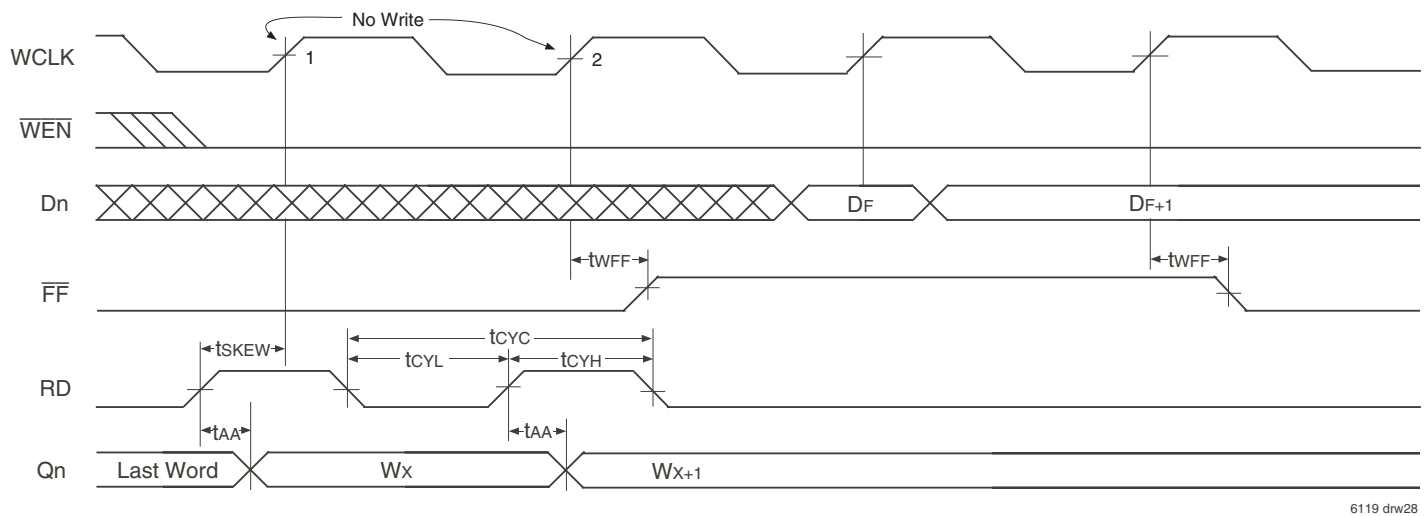 No Write
WCLK 1 2
WEN
Dn DF DF+1
tWFF tWFF
FF
tCYC
tSKEW tCYL tCYH
RD
tAA tAA
Qn Last Word WX WX+1
6119 drw28